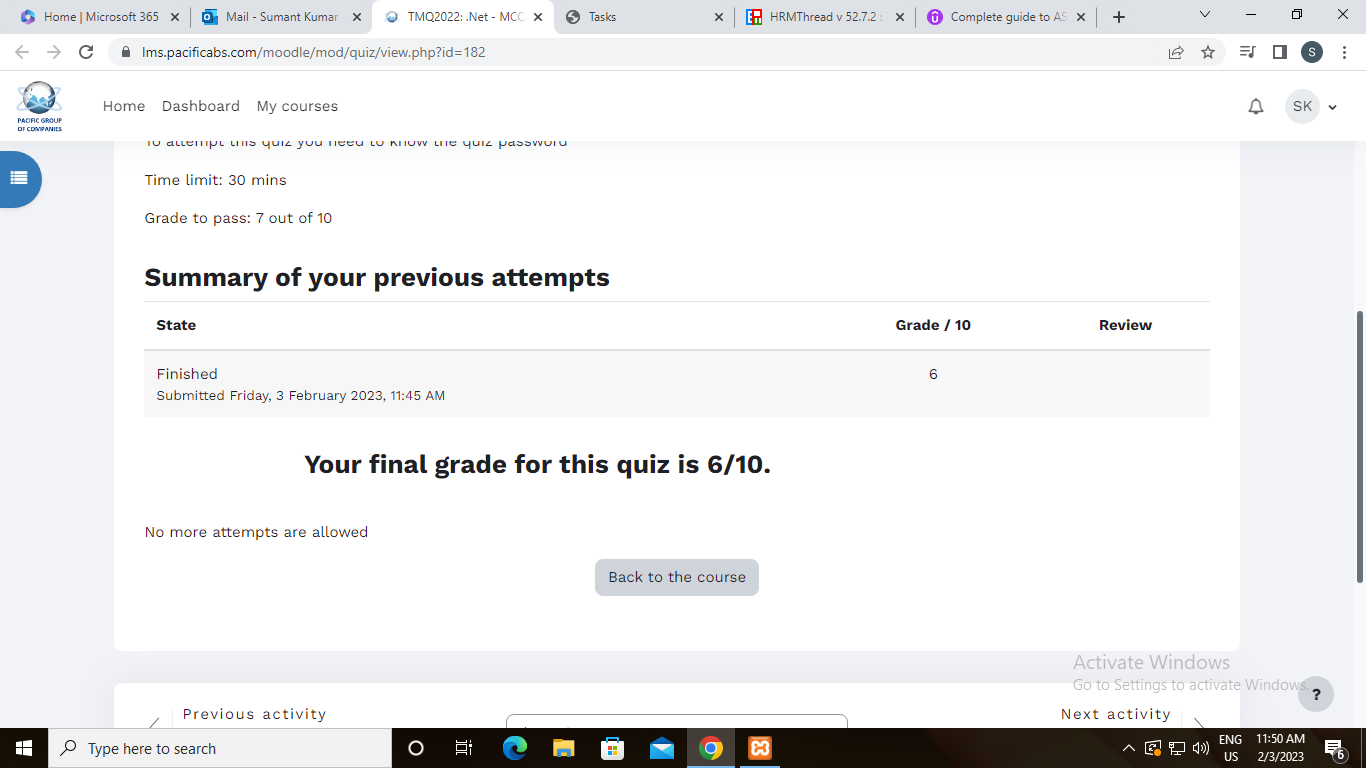 Home | Microsoft 365
Mail - Sumant Kumar
TMQ2022: .Net - MCC
Tasks
HRMThread v 52.7.2
Complete guide to AS
lms.pacificabs.com/moodle/mod/quiz/view.php?id=182
S
PACIFIC GROUP
OF COMPANIES
Home Dashboard My courses
SK
To attempt this quiz you need to know the quiz password
Time limit: 30 mins
Grade to pass: 7 out of 10
Summary of your previous attempts
State Grade / 10 Review
Finished 6
Submitted Friday, 3 February 2023, 11:45 AM
Your final grade for this quiz is 6/10.
No more attempts are allowed
Back to the course
Activate Windows
Go to Settings to activate Windows.
?
Previous activity Next activity
Type here to search
ENG
US
11:50 AM
2/3/2023
6